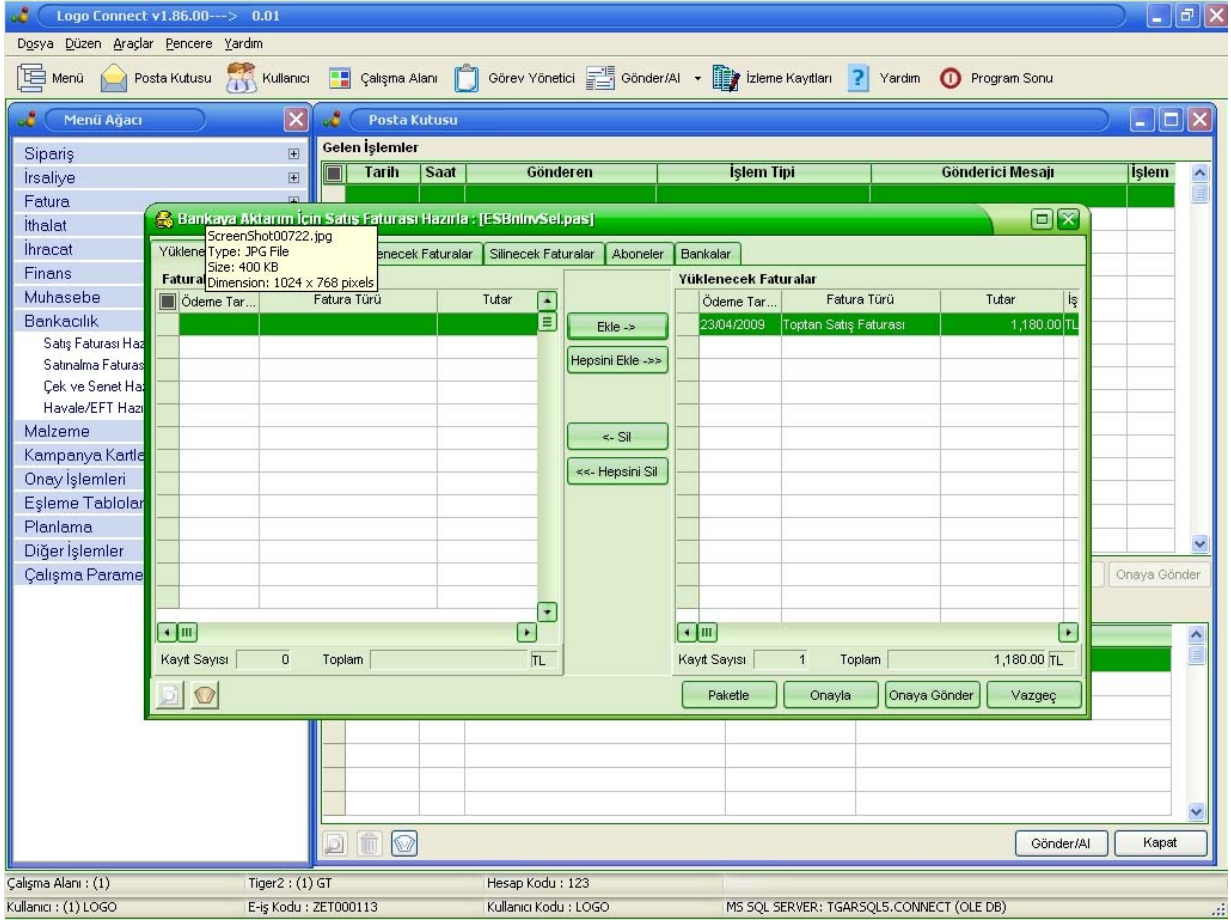 Logo Connect v1.86.00---> 0.01
Dosya Düzen Araçlar Pencere Yardım
Menü Posta Kutusu Kullanıcı Çalışma Alanı Görev Yönetici Gönder/Al İzleme Kayıtları Yardım Program Sonu
Menü Ağacı
Sipariş
İrsaliye
Fatura
İthalat
İhracat
Finans
Muhasebe
Bankacılık
Satış Faturası Haz
Satınalma Faturas
Çek ve Senet Haz
Havale/EFT Hazı
Malzeme
Kampanya Kartla
Onay İşlemleri
Eşleme Tablolar
Planlama
Diğer İşlemler
Çalışma Parame
Posta Kutusu
Gelen İşlemler
Tarih Saat Gönderen İşlem Tipi Gönderici Mesajı İşlem
Bankaya Aktarım İçin Satış Faturası Hazırla : [ESBnInvSel.pas]
ScreenShot00722.jpg
Type: JPG File
Size: 400 KB
Dimension: 1024 x 768 pixels
Yüklene enecek Faturalar Silinecek Faturalar Aboneler Bankalar
Fatural
Ödeme Tar... Fatura Türü Tutar
Ekle ->
Hepsini Ekle ->>
<- Sil
<<- Hepsini Sil
Kayıt Sayısı 0 Toplam TL
Yüklenecek Faturalar
Ödeme Tar... Fatura Türü Tutar İş
23/04/2009 Toptan Satış Faturası 1,180.00 TL
Kayıt Sayısı 1 Toplam 1,180.00 TL
Paketle Onayla Onaya Gönder Vazgeç
Onaya Gönder
Gönder/Al Kapat
Çalışma Alanı : (1) Tiger2 : (1) GT Hesap Kodu : 123
Kullanıcı : (1) LOGO E-iş Kodu : ZET000113 Kullanıcı Kodu : LOGO MS SQL SERVER: TGARSQL5.CONNECT (OLE DB)